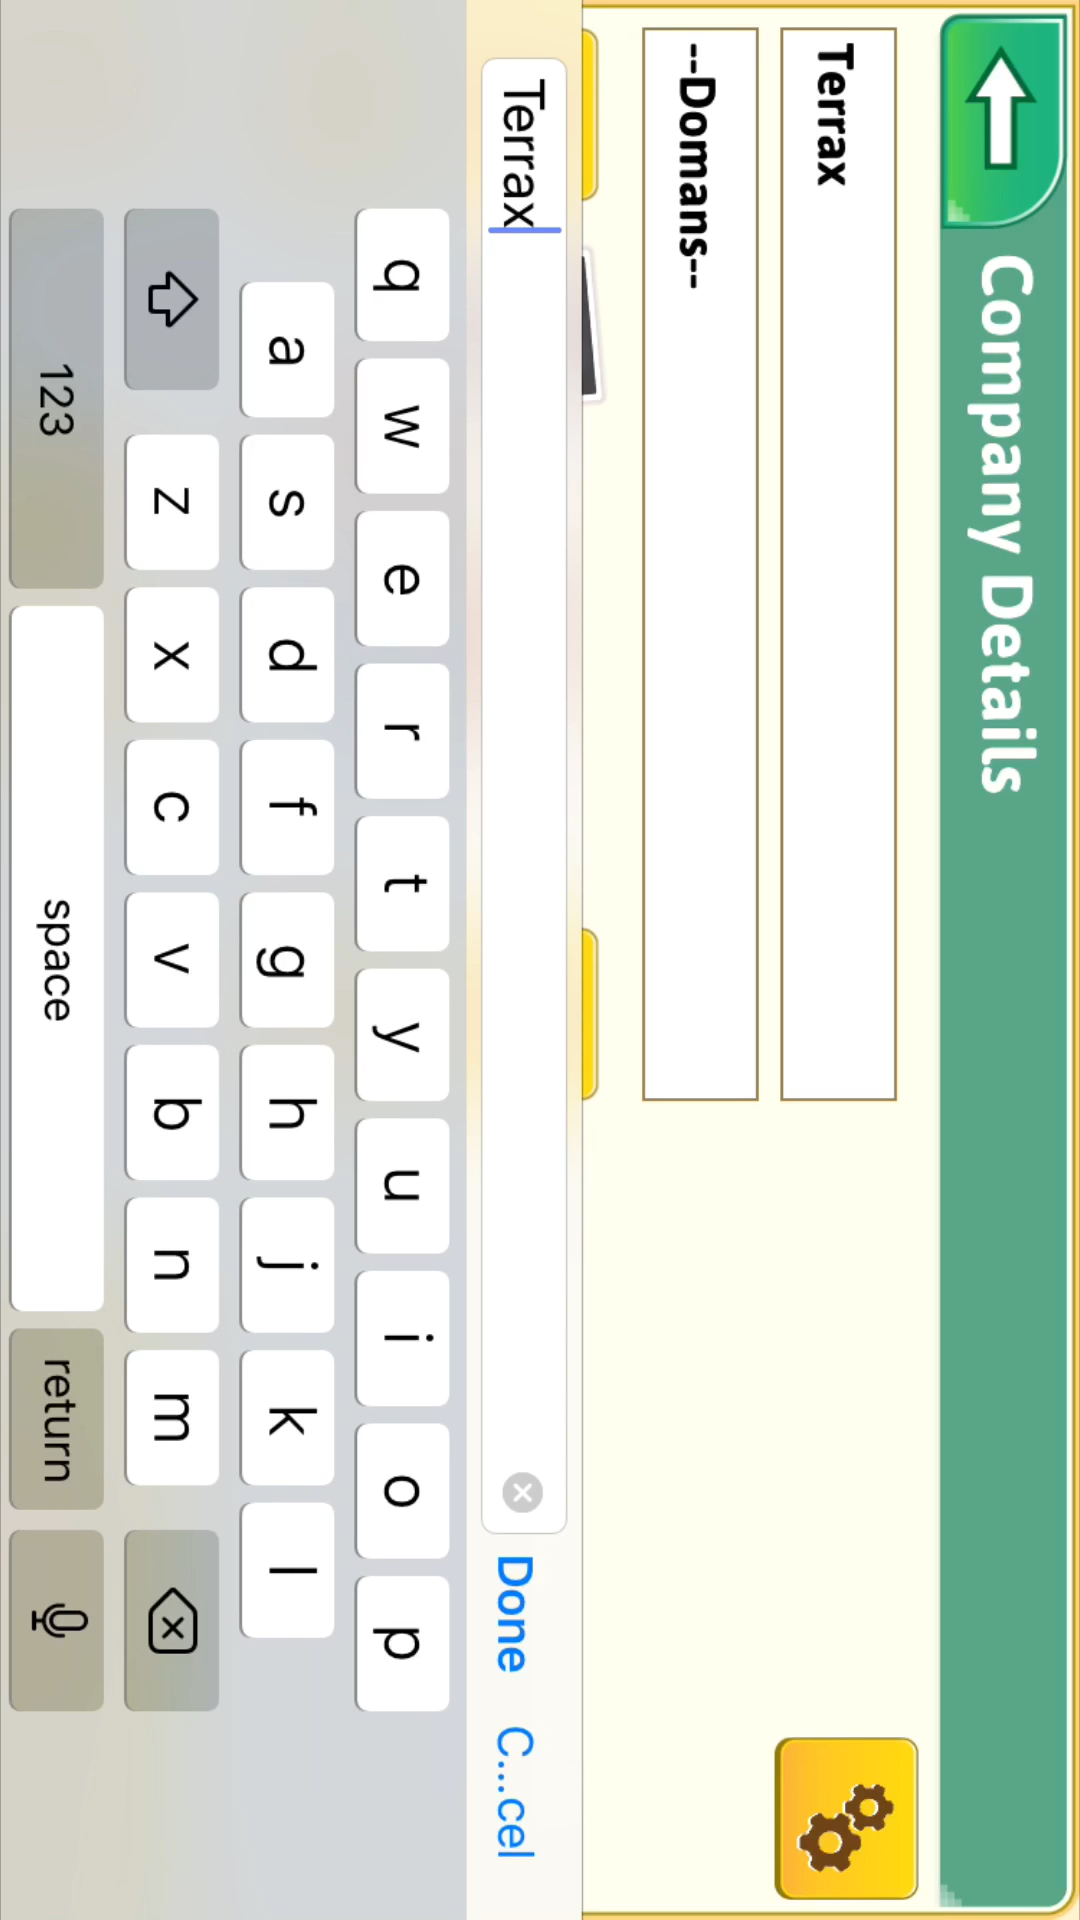 Company Details
Terrax
--Domans--
Terrax
Done
C...cel
q w e r t y u i o p
a s d f g h j k l
z x c v b n m
123
space
return